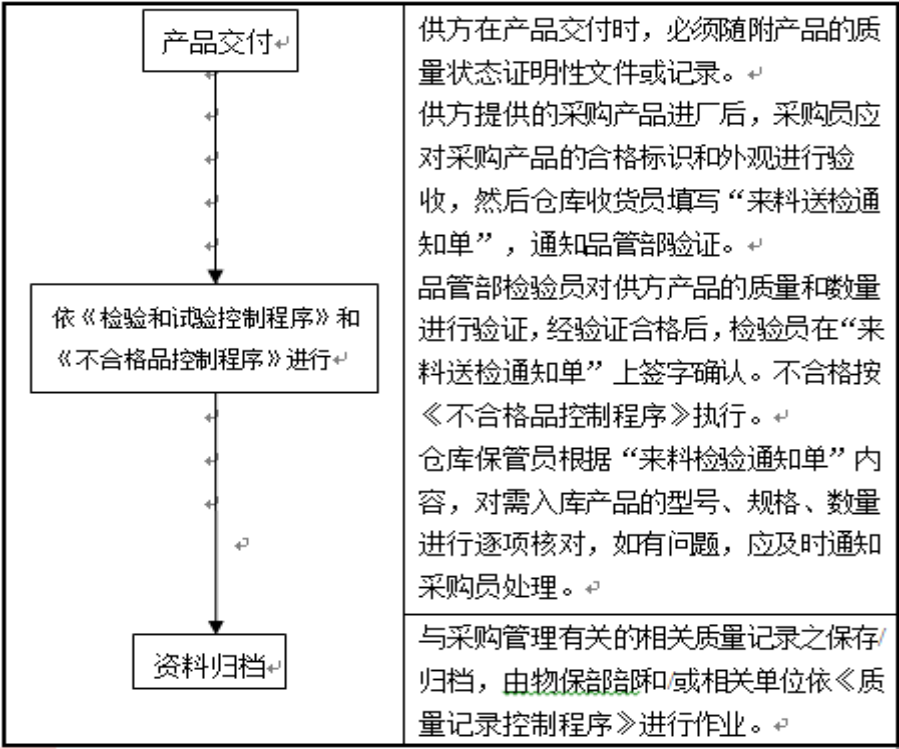 产品交付
依《检验和试验控制程序》和
《不合格品控制程序》进行
资料归档
供方在产品交付时，必须随附产品的质
量状态证明性文件或记录。
供方提供的采购产品进厂后，采购员应
对采购产品的合格标识和外观进行验
收，然后仓库收货员填写“来料送检通
知单”，通知品管部验证。
品管部检验员对供方产品的质量和数量
进行验证，经验证合格后，检验员在“来
料送检通知单”上签字确认。不合格按
《不合格品控制程序》执行。
仓库保管员根据“来料检验通知单”内
容，对需入库产品的型号、规格、数量
进行逐项核对，如有问题，应及时通知
采购员处理。
与采购管理有关的相关质量记录之保存/
归档，由物保部部和/或相关单位依《质
量记录控制程序》进行作业。